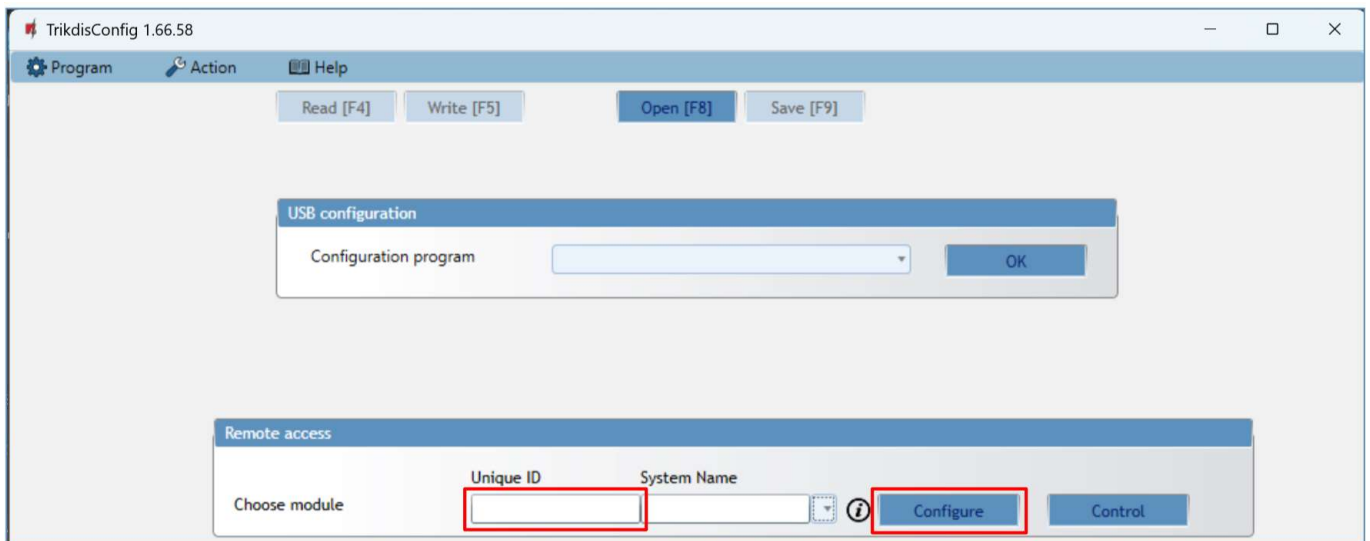 TrikdisConfig 1.66.58
Program Action Help
Read [F4] Write [F5] Open [F8] Save [F9]
USB configuration
Configuration program OK
Remote access
Unique ID System Name
Choose module i Configure Control